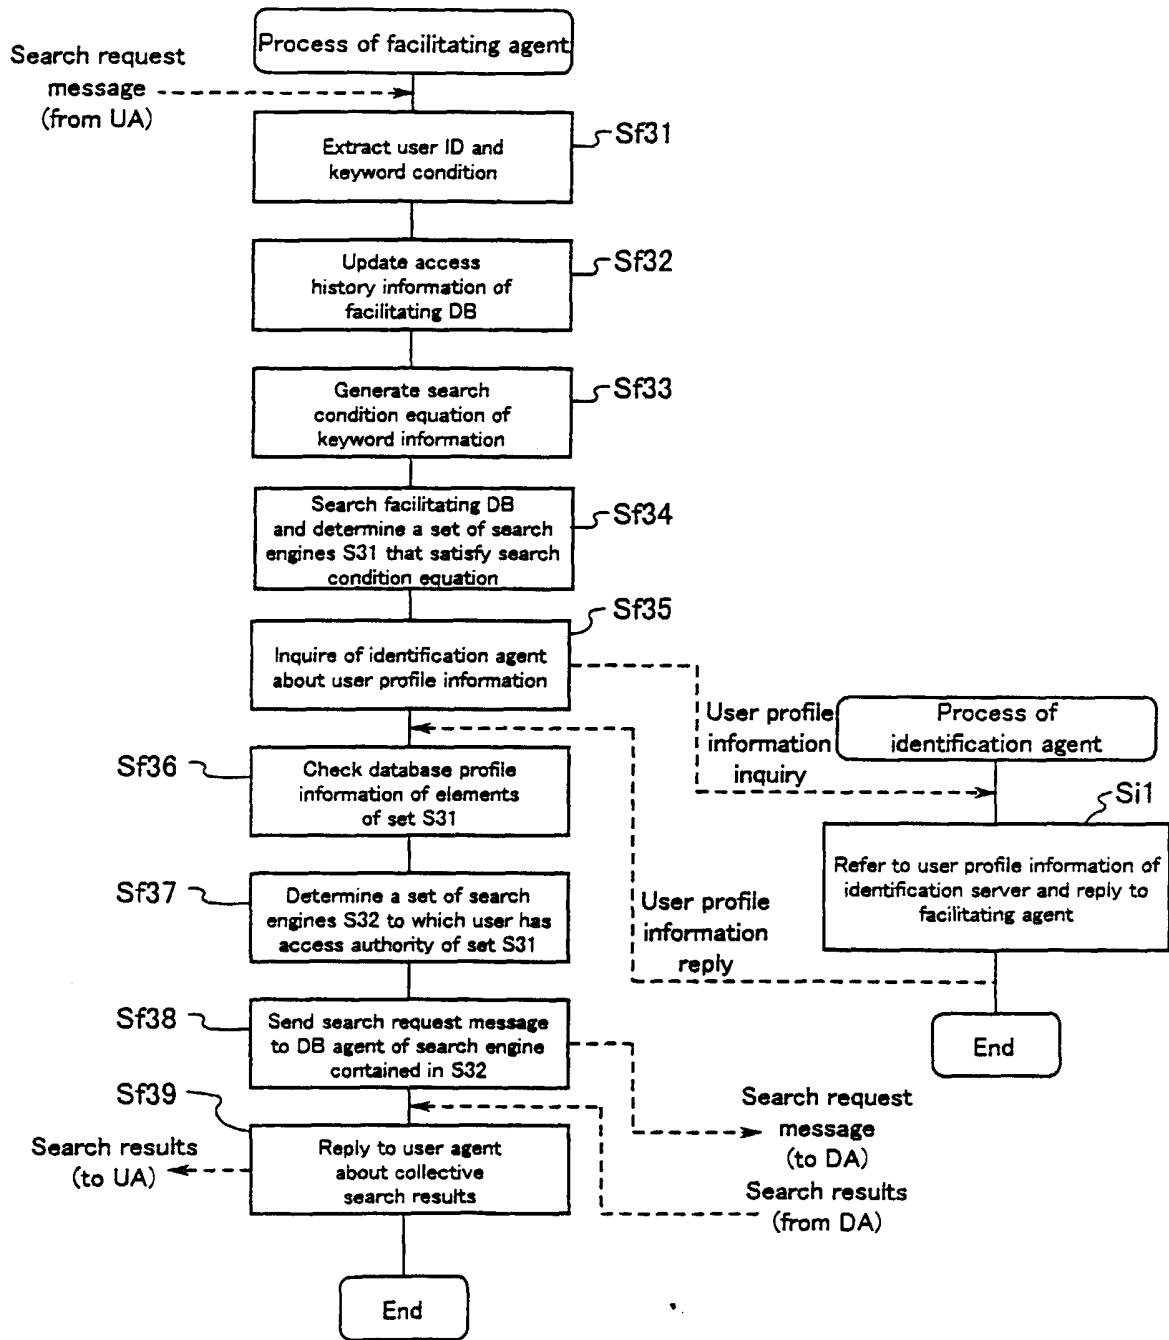 Process of facilitating agent
Search request
message
(from UA)
Sf31
Extract user ID and
keyword condition
Sf32
Update access
history information of
facilitating DB
Sf33
Generate search
condition equation of
keyword information
Sf34
Search facilitating DB
and determine a set of search
engines S31 that satisfy search
condition equation
Sf35
Inquire of identification agent
about user profile information
User profile
information
inquiry
Process of
identification agent
Si1
Refer to user profile information of
identification server and reply to
facilitating agent
User profile
information
reply
End
Sf36
Check database profile
information of elements
of set S31
Sf37
Determine a set of search
engines S32 to which user has
access authority of set S31
Sf38
Send search request message
to DB agent of search engine
contained in S32
Search request
message
(to DA)
Search results
(from DA)
Sf39
Reply to user agent
about collective
search results
Search results
(to UA)
End